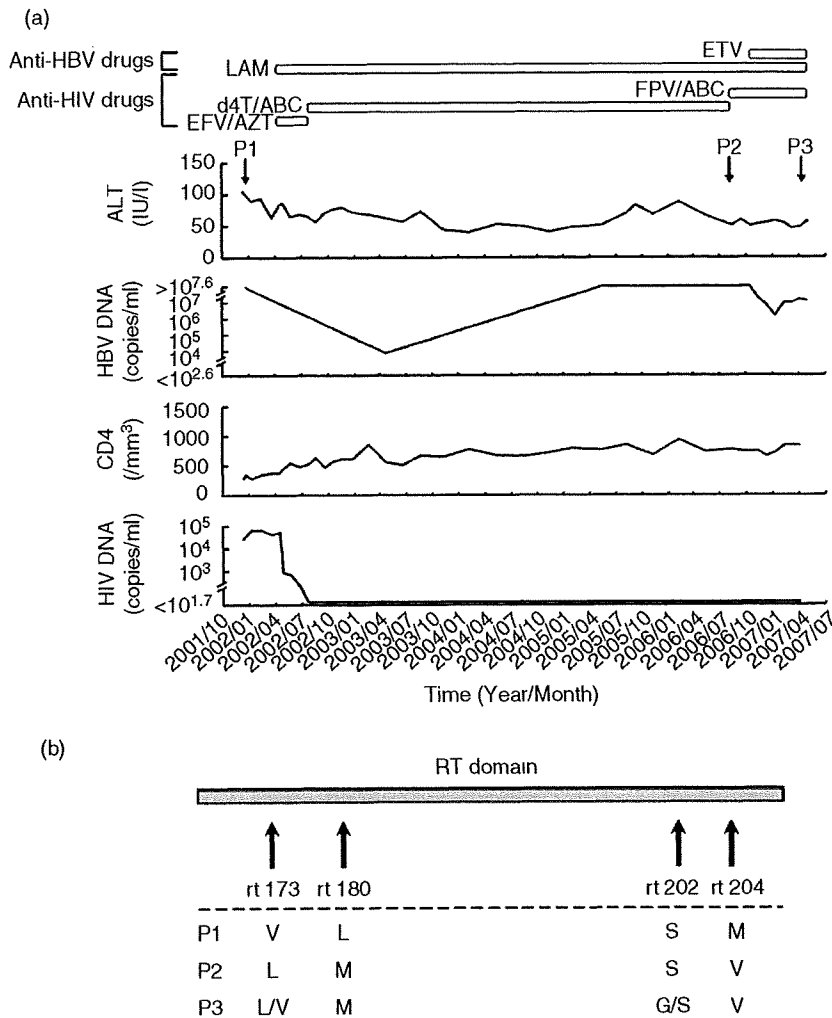 (a)
Anti-HBV drugs
ETV
LAM
Anti-HIV drugs
FPV/ABC
d4T/ABC
EFV/AZT
P1
P2
P3
150
100
50
0
ALT
(IU/l)
>10^7.6
10^7
10^6
10^5
10^4
<10^2.6
HBV DNA
(copies/ml)
1500
1000
500
0
CD4
(/mm^3)
10^5
10^4
10^3
<10^1.7
HIV DNA
(copies/ml)
2001/10
2002/01
2002/04
2002/07
2002/10
2003/01
2003/04
2003/07
2003/10
2004/01
2004/04
2004/07
2004/10
2005/01
2005/04
2005/07
2005/10
2006/01
2006/04
2006/07
2006/10
2007/01
2007/04
2007/07
Time (Year/Month)
(b)
RT domain
rt 173 rt 180 rt 202 rt 204
P1 V L S M
P2 L M S V
P3 L/V M G/S V